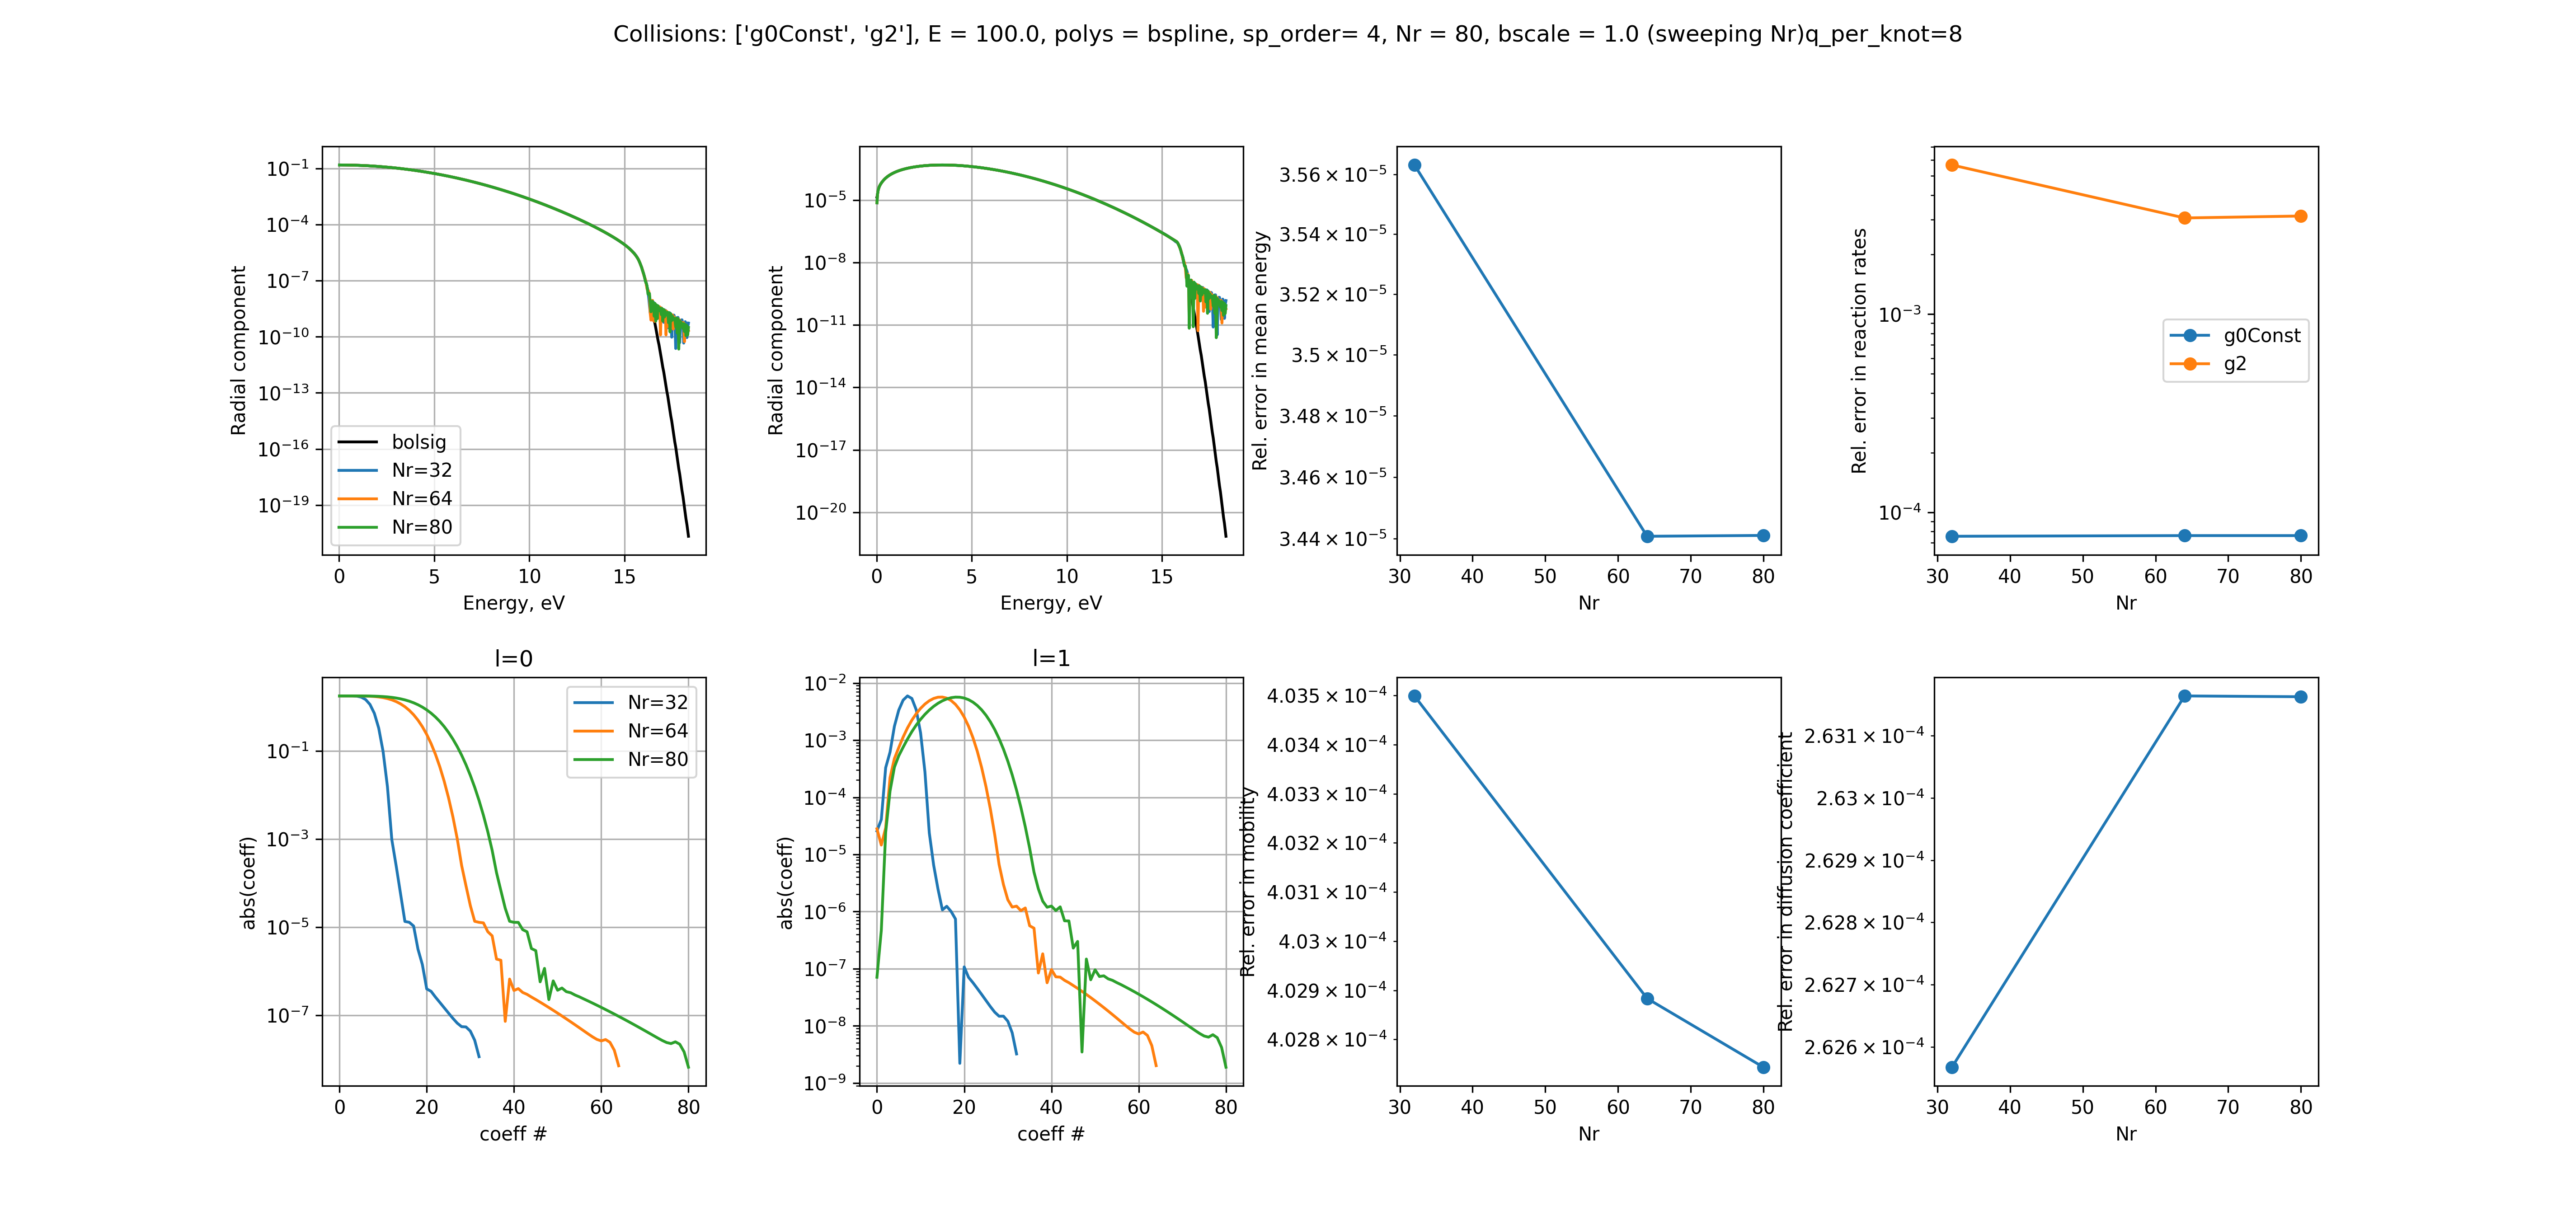 Collisions: ['g0Const', 'g2'], E = 100.0, polys = bspline, sp_order= 4, Nr = 80, bscale = 1.0 (sweeping Nr)q_per_knot=8
Radial component
10⁻¹
10⁻⁴
10⁻⁷
10⁻¹⁰
10⁻¹³
10⁻¹⁶
10⁻¹⁹
bolsig
Nr=32
Nr=64
Nr=80
0 5 10 15
Energy, eV
Radial component
10⁻⁵
10⁻⁸
10⁻¹¹
10⁻¹⁴
10⁻¹⁷
10⁻²⁰
0 5 10 15
Energy, eV
Rel. error in mean energy
3.56 × 10⁻⁵
3.54 × 10⁻⁵
3.52 × 10⁻⁵
3.5 × 10⁻⁵
3.48 × 10⁻⁵
3.46 × 10⁻⁵
3.44 × 10⁻⁵
30 40 50 60 70 80
Nr
Rel. error in reaction rates
10⁻³
10⁻⁴
g0Const
g2
30 40 50 60 70 80
Nr
l=0
abs(coeff)
10⁻¹
10⁻³
10⁻⁵
10⁻⁷
Nr=32
Nr=64
Nr=80
0 20 40 60 80
coeff #
l=1
abs(coeff)
10⁻²
10⁻³
10⁻⁴
10⁻⁵
10⁻⁶
10⁻⁷
10⁻⁸
10⁻⁹
0 20 40 60 80
coeff #
Rel. error in mobility
4.035 × 10⁻⁴
4.034 × 10⁻⁴
4.033 × 10⁻⁴
4.032 × 10⁻⁴
4.031 × 10⁻⁴
4.03 × 10⁻⁴
4.029 × 10⁻⁴
4.028 × 10⁻⁴
30 40 50 60 70 80
Nr
Rel. error in diffusion coefficient
2.631 × 10⁻⁴
2.63 × 10⁻⁴
2.629 × 10⁻⁴
2.628 × 10⁻⁴
2.627 × 10⁻⁴
2.626 × 10⁻⁴
30 40 50 60 70 80
Nr